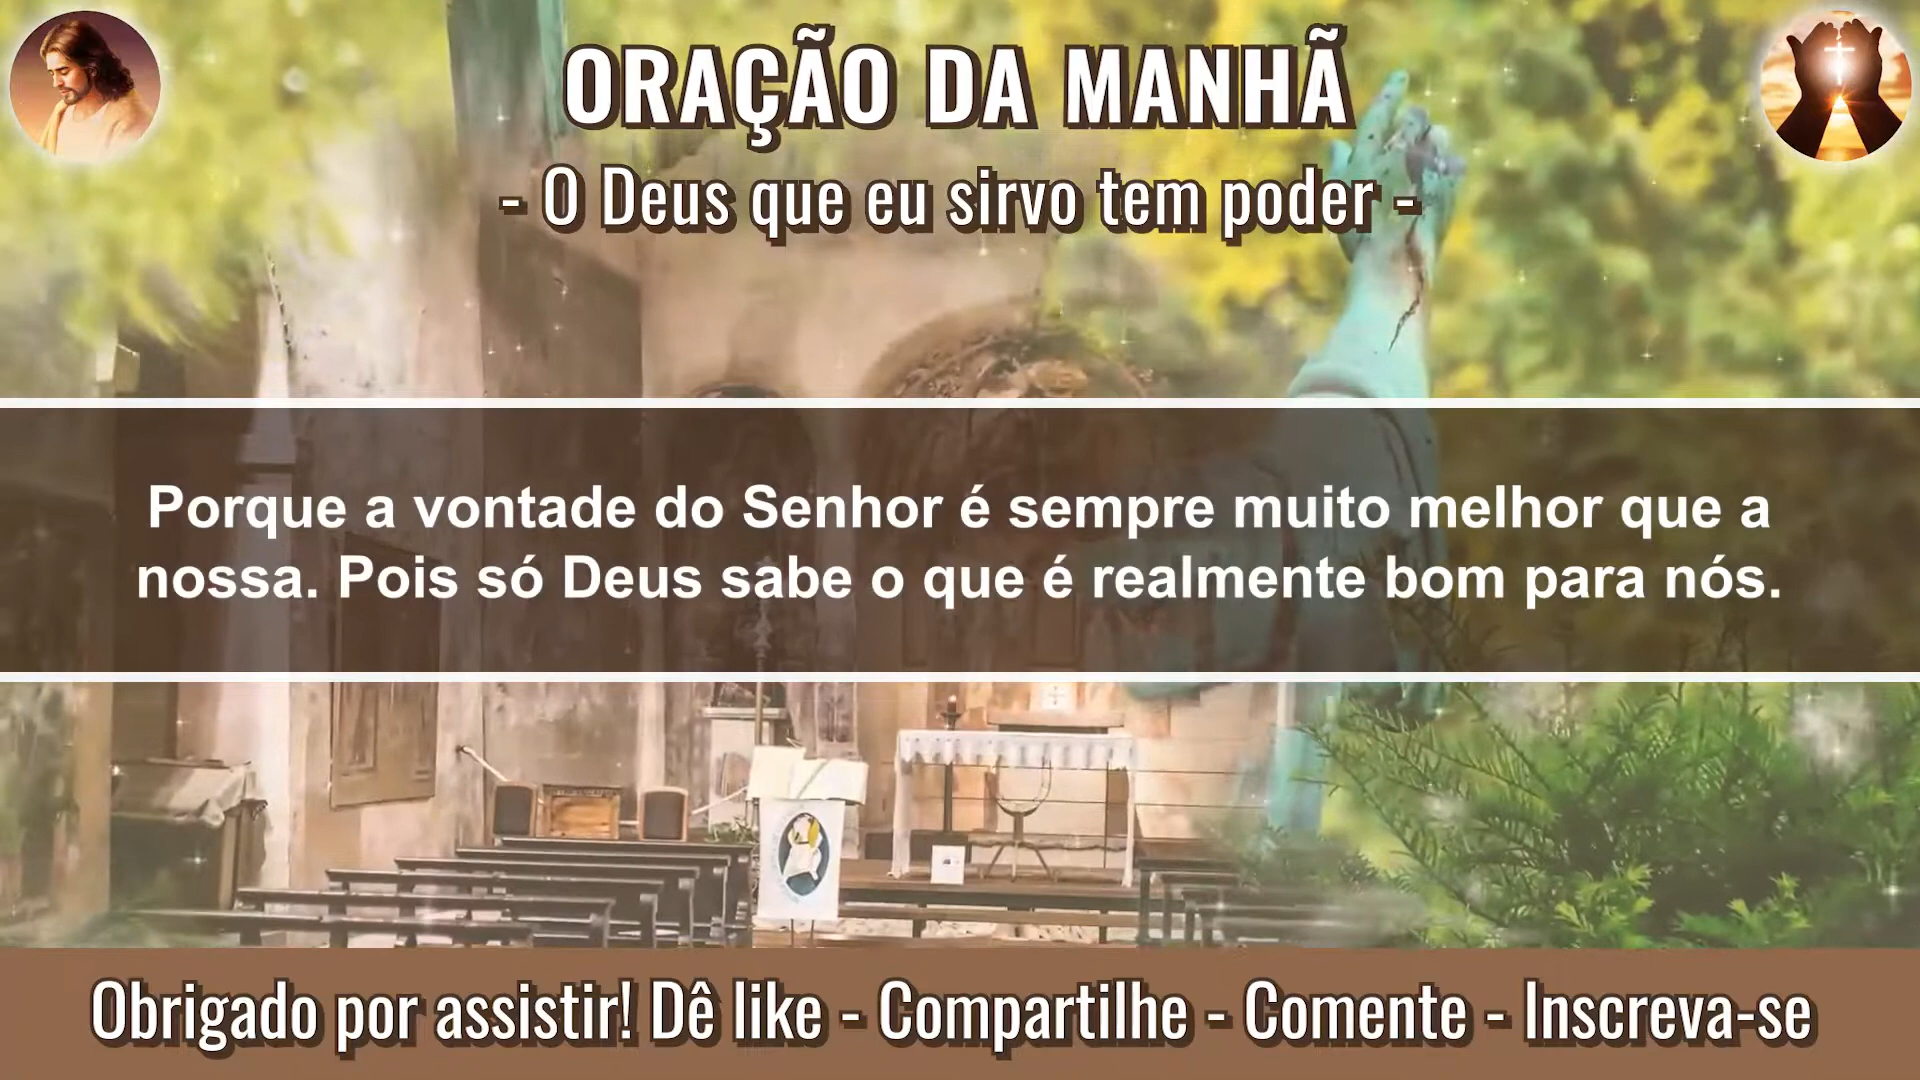 ORAÇÃO DA MANHÃ
- O Deus que eu sirvo tem poder -
Porque a vontade do Senhor é sempre muito melhor que a
nossa. Pois só Deus sabe o que é realmente bom para nós.
Obrigado por assistir! Dê like - Compartilhe - Comente - Inscreva-se